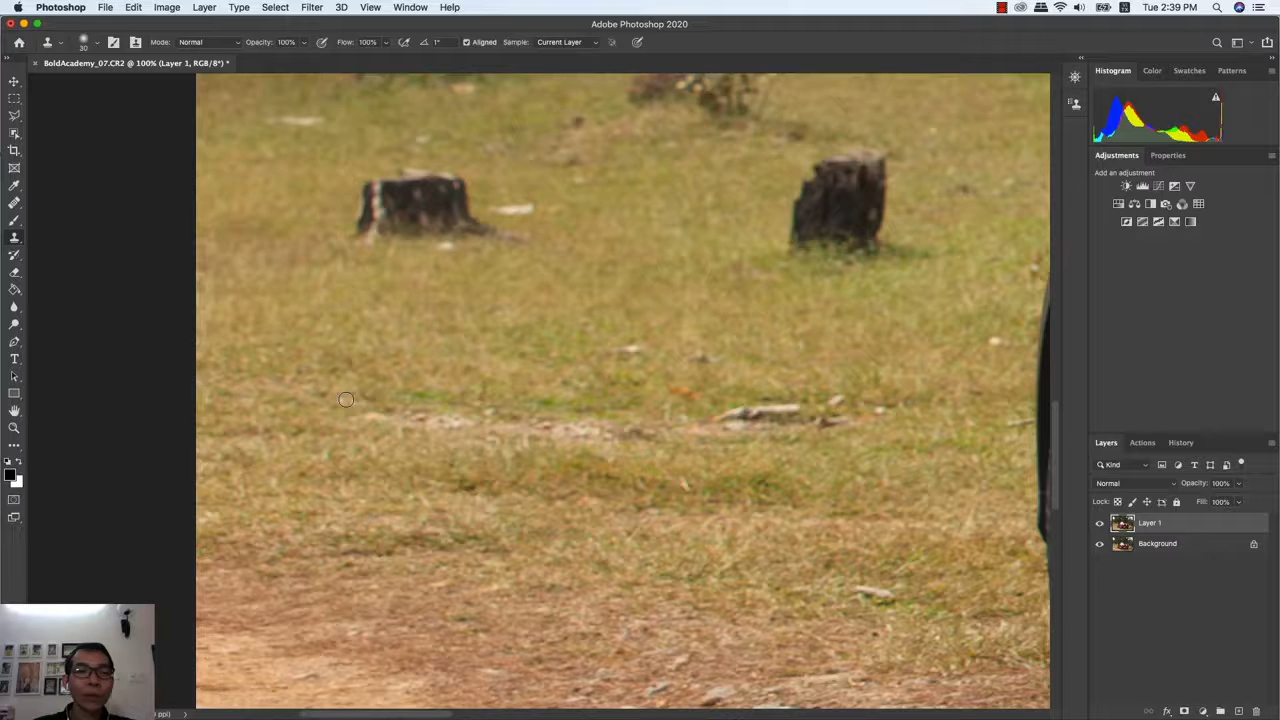 Photoshop File Edit Image Layer Type Select Filter 3D View Window Help Tue 2:39 PM
Adobe Photoshop 2020
30 Mode: Normal Opacity: 100% Flow: 100% 1° Aligned Sample: Current Layer
BoldAcademy_07.CR2 @ 100% (Layer 1, RGB/8*) *
Histogram Color Swatches Patterns
Adjustments Properties
Add an adjustment
Layers Actions History
Kind
Normal Opacity: 100%
Lock: Fill: 100%
Layer 1
Background
ppi)